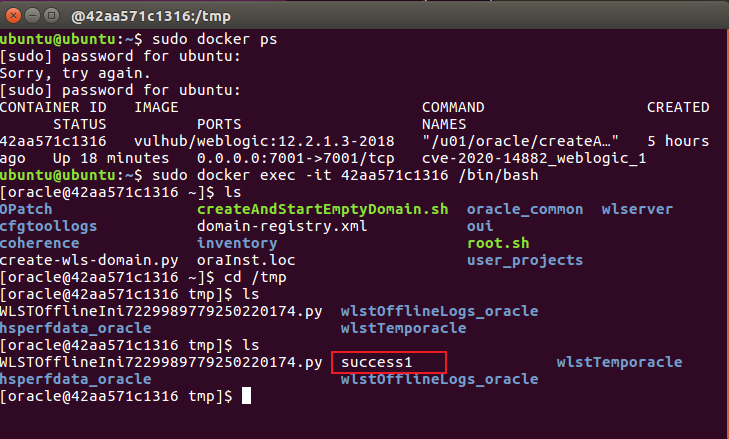 @42aa571c1316:/tmp
ubuntu@ubuntu:~$ sudo docker ps
[sudo] password for ubuntu:
Sorry, try again.
[sudo] password for ubuntu:
CONTAINER ID   IMAGE                            COMMAND                  CREATED
       STATUS          PORTS                    NAMES
42aa571c1316   vulhub/weblogic:12.2.1.3-2018   "/u01/oracle/createA…"   5 hours
ago   Up 18 minutes   0.0.0.0:7001->7001/tcp   cve-2020-14882_weblogic_1
ubuntu@ubuntu:~$ sudo docker exec -it 42aa571c1316 /bin/bash
[oracle@42aa571c1316 ~]$ ls
OPatch                createAndStartEmptyDomain.sh  oracle_common  wlserver
cfgtoollogs           domain-registry.xml           oui
coherence             inventory                     root.sh
create-wls-domain.py  oraInst.loc                   user_projects
[oracle@42aa571c1316 ~]$ cd /tmp
[oracle@42aa571c1316 tmp]$ ls
WLSTOfflineIni7229989779250220174.py  wlstOfflineLogs_oracle
hsperfdata_oracle                     wlstTemporacle
[oracle@42aa571c1316 tmp]$ ls
WLSTOfflineIni7229989779250220174.py  success1                wlstTemporacle
hsperfdata_oracle                     wlstOfflineLogs_oracle
[oracle@42aa571c1316 tmp]$